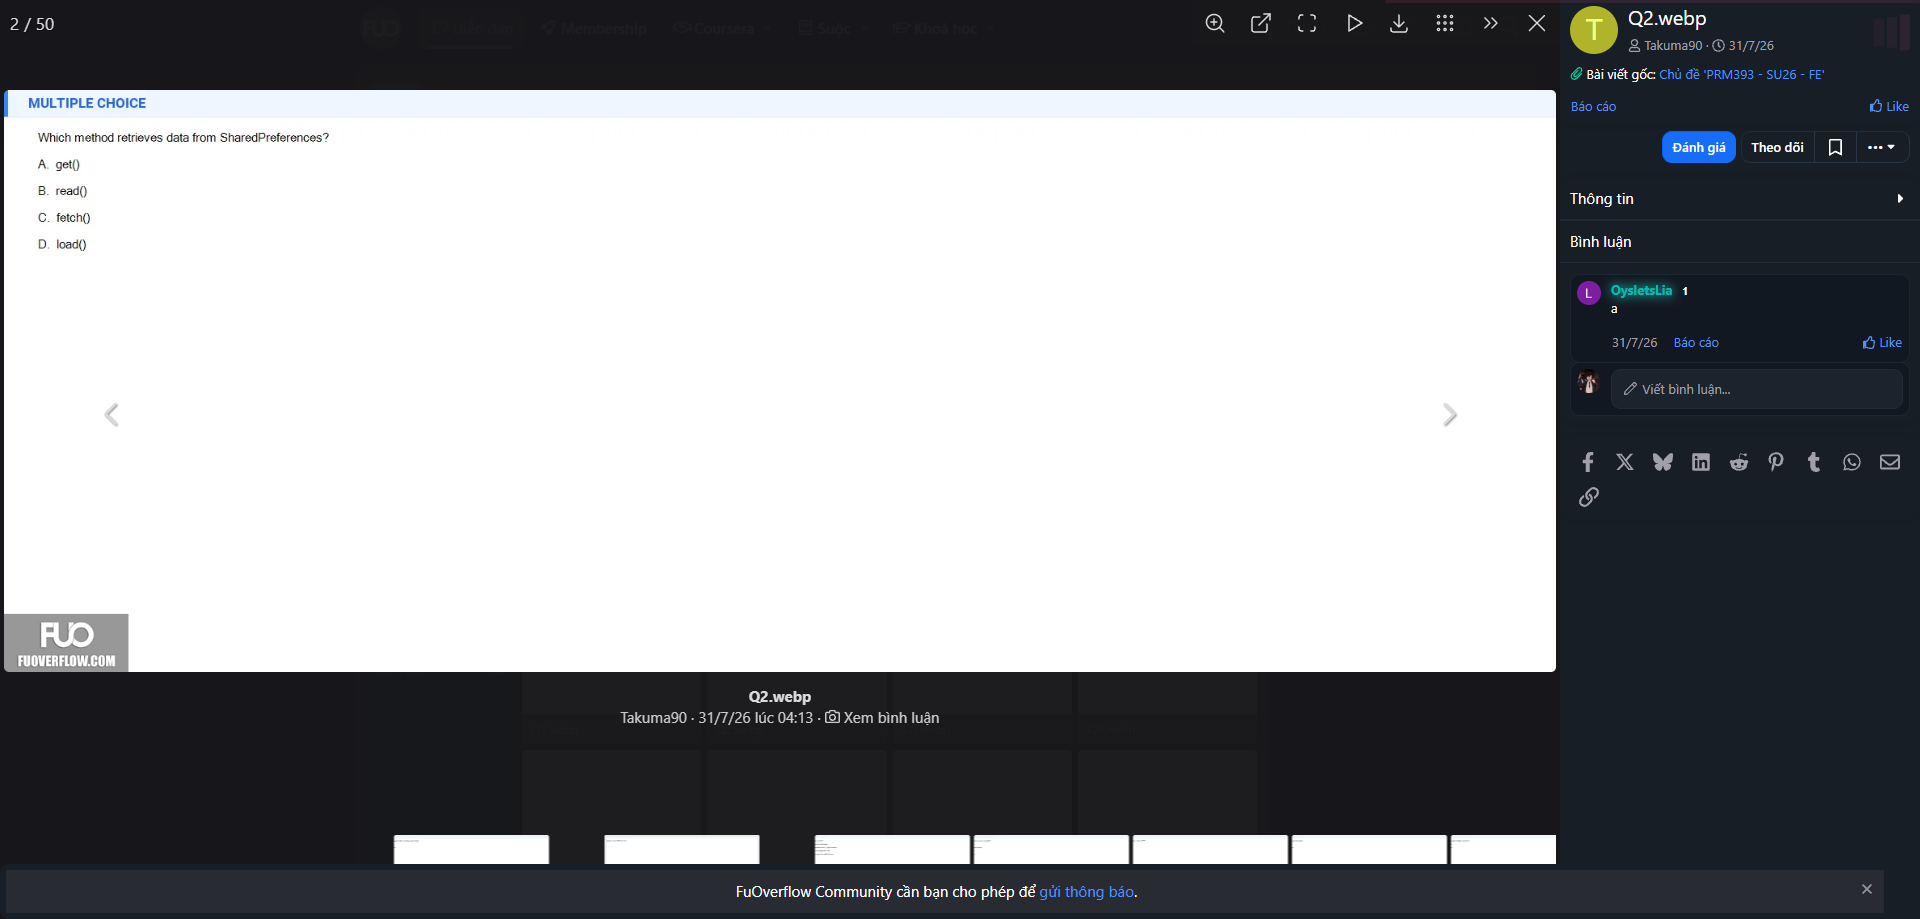 2 / 50
FUO
Membership
Coursera
MULTIPLE CHOICE
Which method retrieves data from SharedPreferences?
A. get()
B. read()
C. fetch()
D. load()
FUO
FUOVERFLOW.COM
Q2.webp
Takuma90 · 31/7/26 lúc 04:13 · Xem bình luận
FuOverflow Community cần bạn cho phép để gửi thông báo.
T
Q2.webp
Takuma90 · 31/7/26
Bài viết gốc: Chủ đề 'PRM393 - SU26 - FE'
Báo cáo
Like
Đánh giá
Theo dõi
Thông tin
Bình luận
L
OysletsLia 1
a
31/7/26 Báo cáo
Like
Viết bình luận...